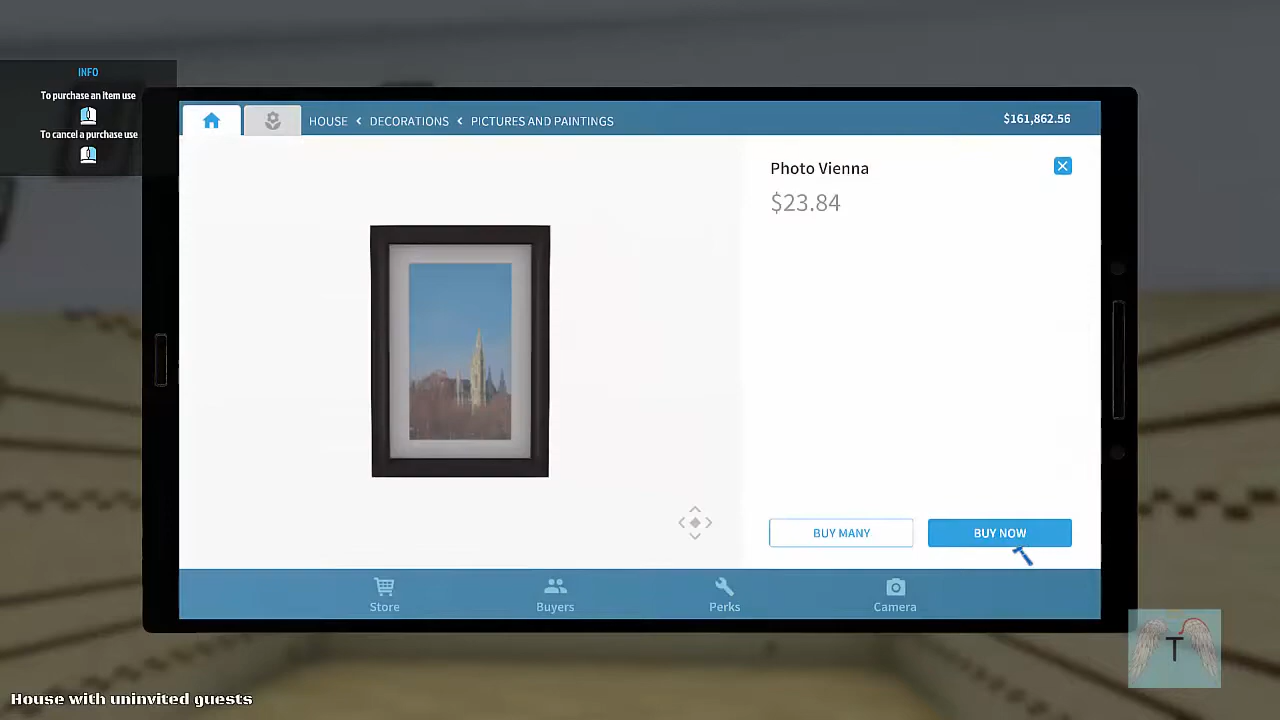 INFO
To purchase an item use
To cancel a purchase use
HOUSE < DECORATIONS < PICTURES AND PAINTINGS
$161,862.56
Photo Vienna
$23.84
BUY MANY
BUY NOW
Store
Buyers
Perks
Camera
T
House with uninvited guests